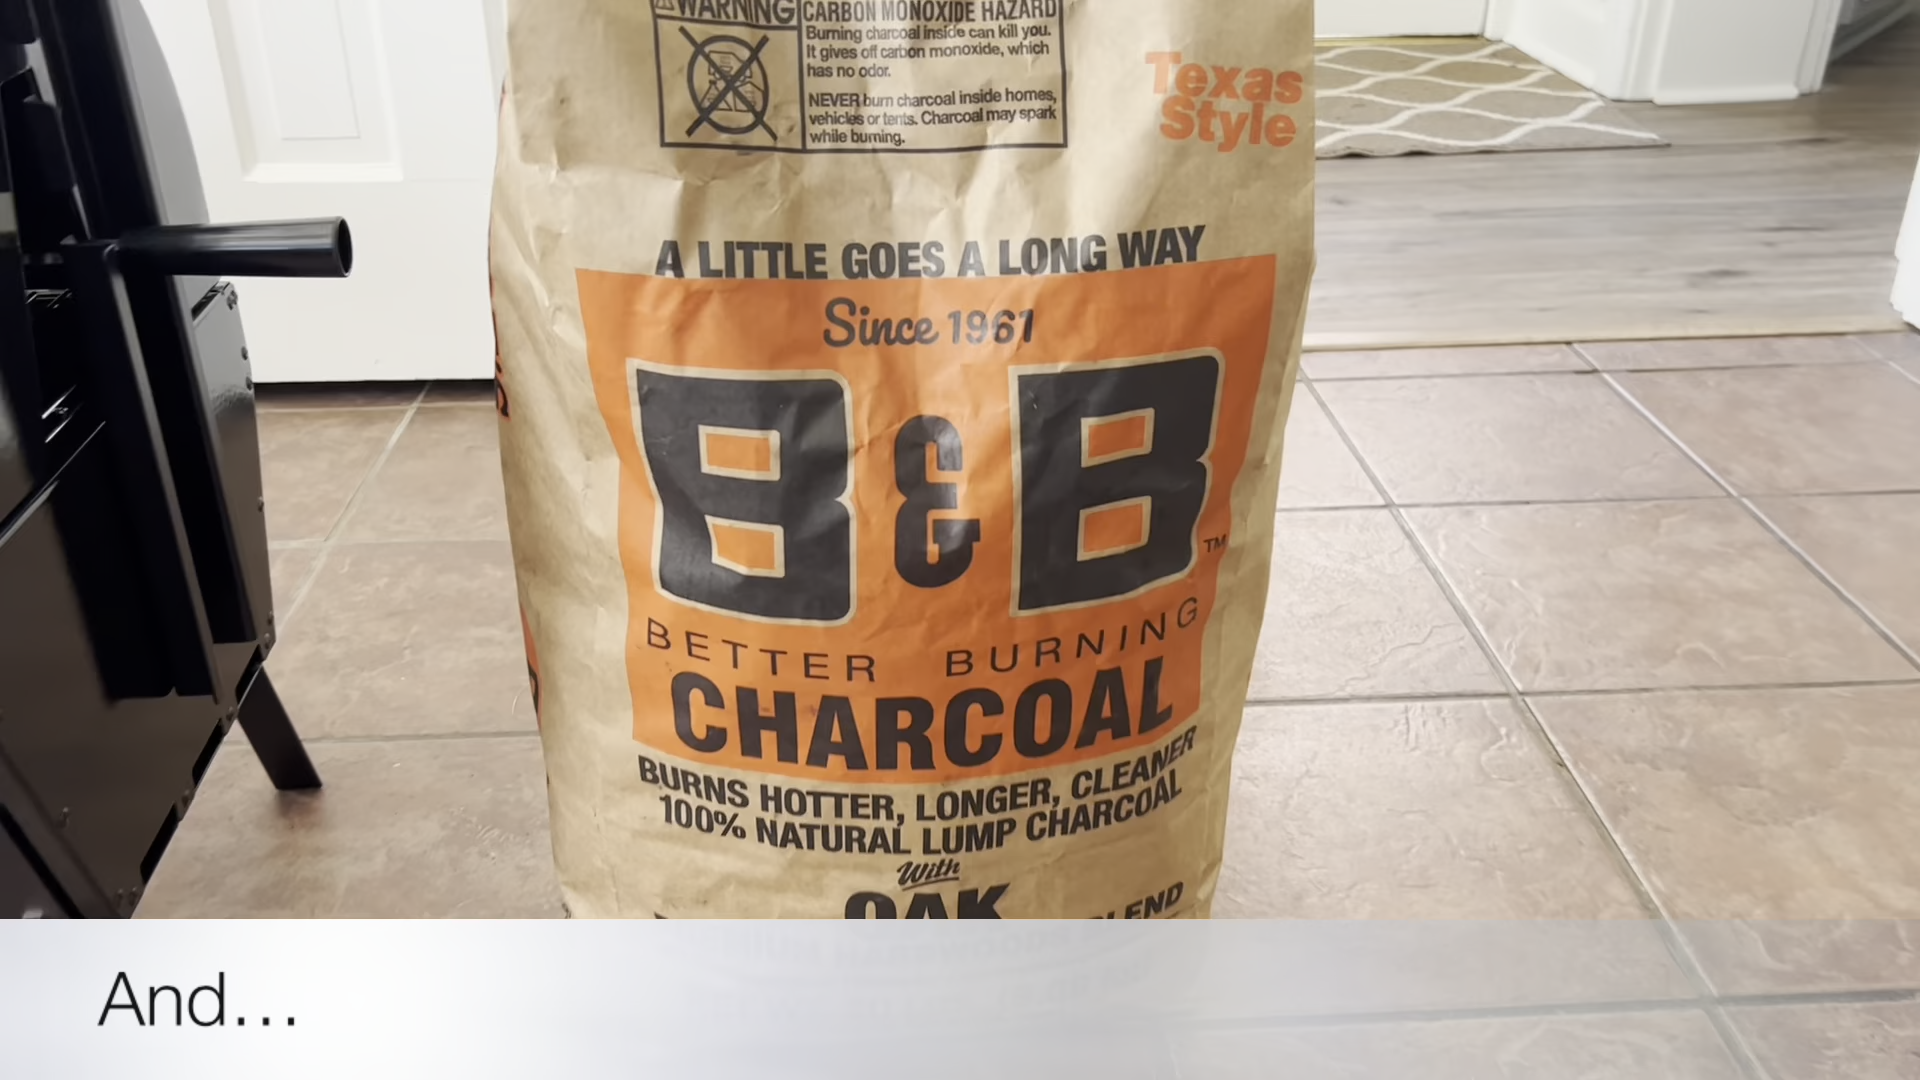 WARNING
CARBON MONOXIDE HAZARD
Burning charcoal inside can kill you.
It gives off carbon monoxide, which
has no odor.
NEVER burn charcoal inside homes,
vehicles or tents. Charcoal may spark
while burning.
Texas
Style
A LITTLE GOES A LONG WAY
Since 1961
B & B
TM
BETTER BURNING
CHARCOAL
BURNS HOTTER, LONGER, CLEANER
100% NATURAL LUMP CHARCOAL
With
OAK
And...